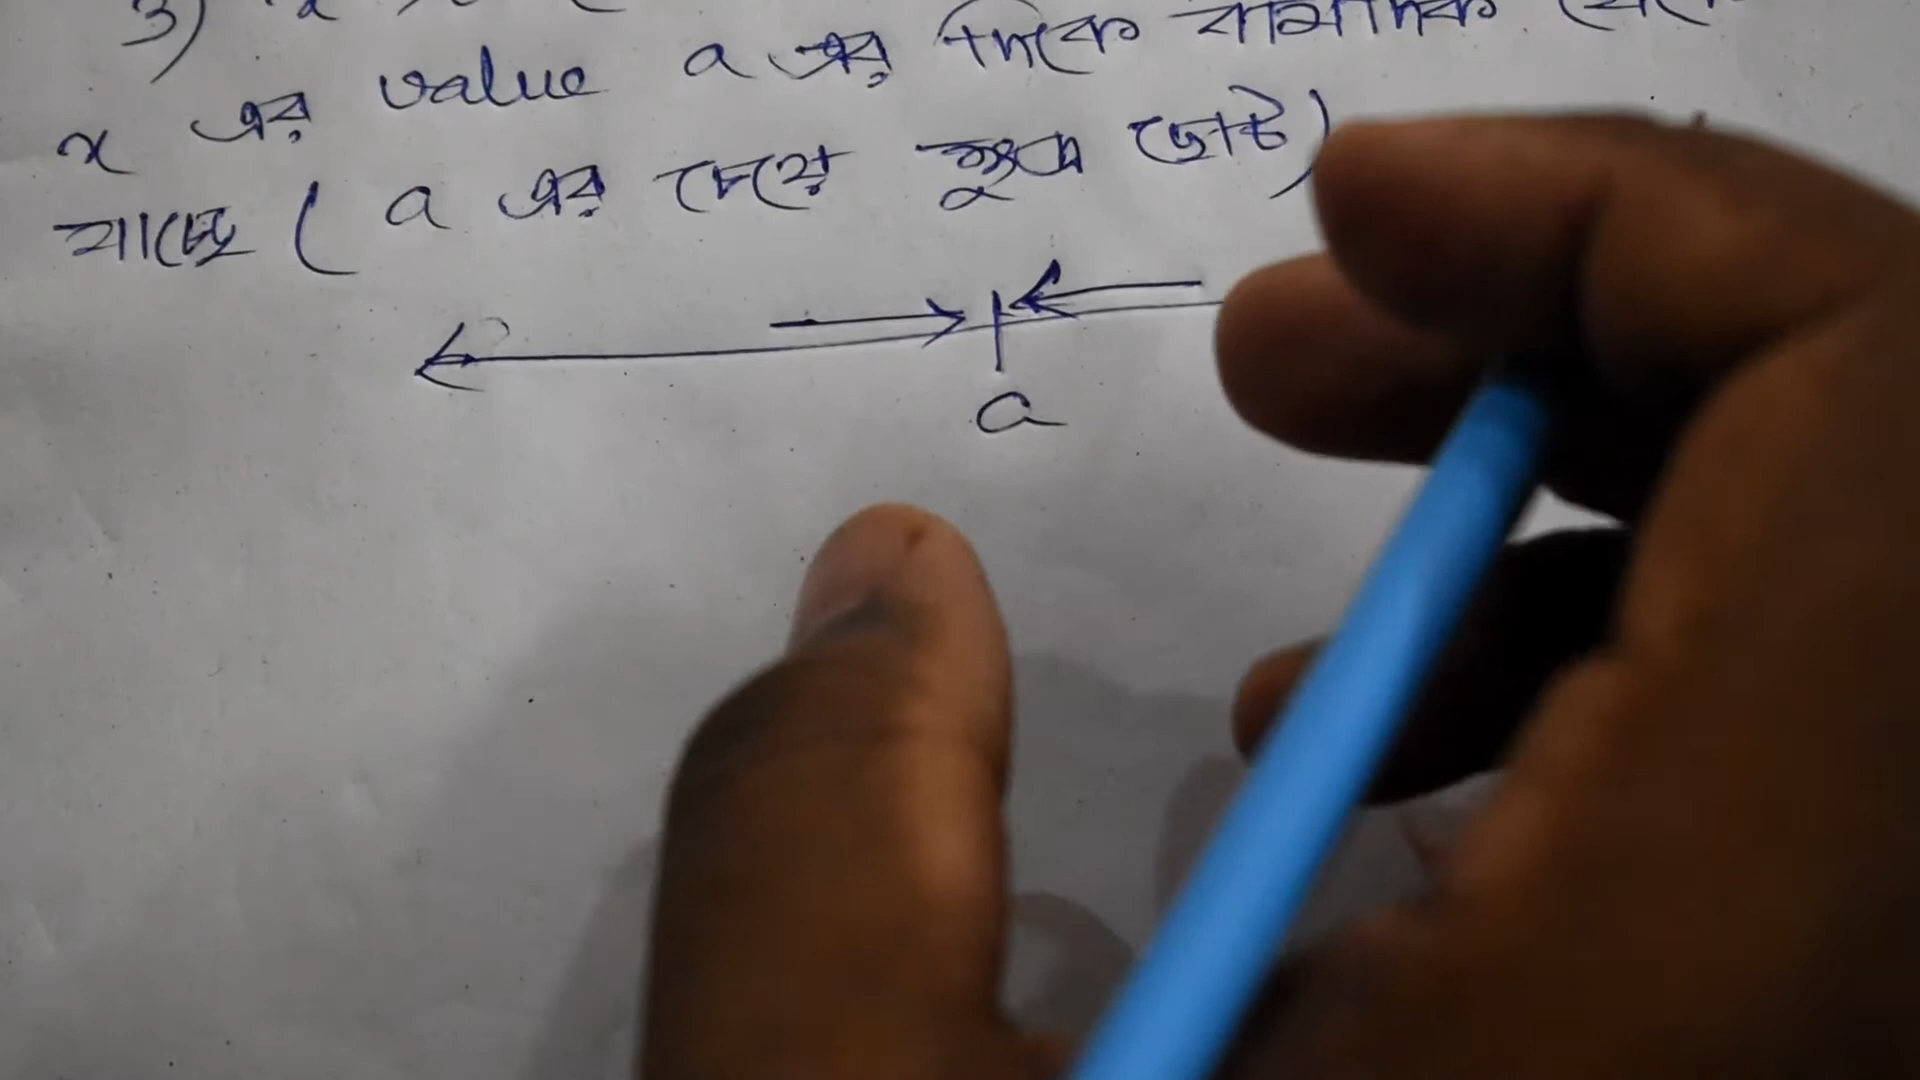 3)
x এর value a এর দিকে বামদিক থেকে
যাচ্ছে ( a এর চেয়ে ছোট )
a